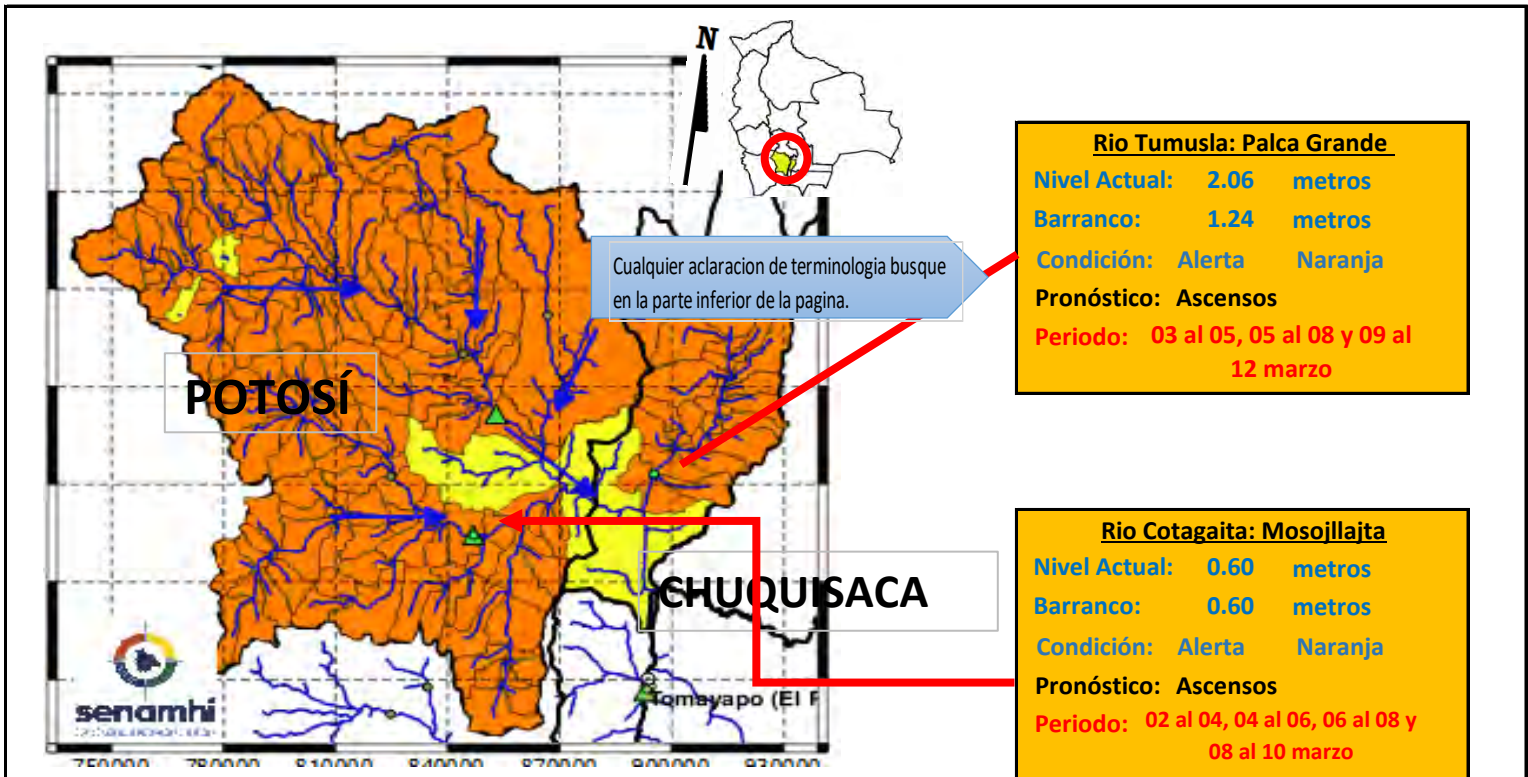 N
Cualquier aclaracion de terminologia busque
en la parte inferior de la pagina.
POTOSÍ
CHUQUISACA
Tomayapo (El P
senamhi
750000 780000 810000 840000 870000 900000 930000
Rio Tumusla: Palca Grande
Nivel Actual: 2.06 metros
Barranco: 1.24 metros
Condición: Alerta Naranja
Pronóstico: Ascensos
Periodo: 03 al 05, 05 al 08 y 09 al
12 marzo
Rio Cotagaita: Mosojllajta
Nivel Actual: 0.60 metros
Barranco: 0.60 metros
Condición: Alerta Naranja
Pronóstico: Ascensos
Periodo: 02 al 04, 04 al 06, 06 al 08 y
08 al 10 marzo